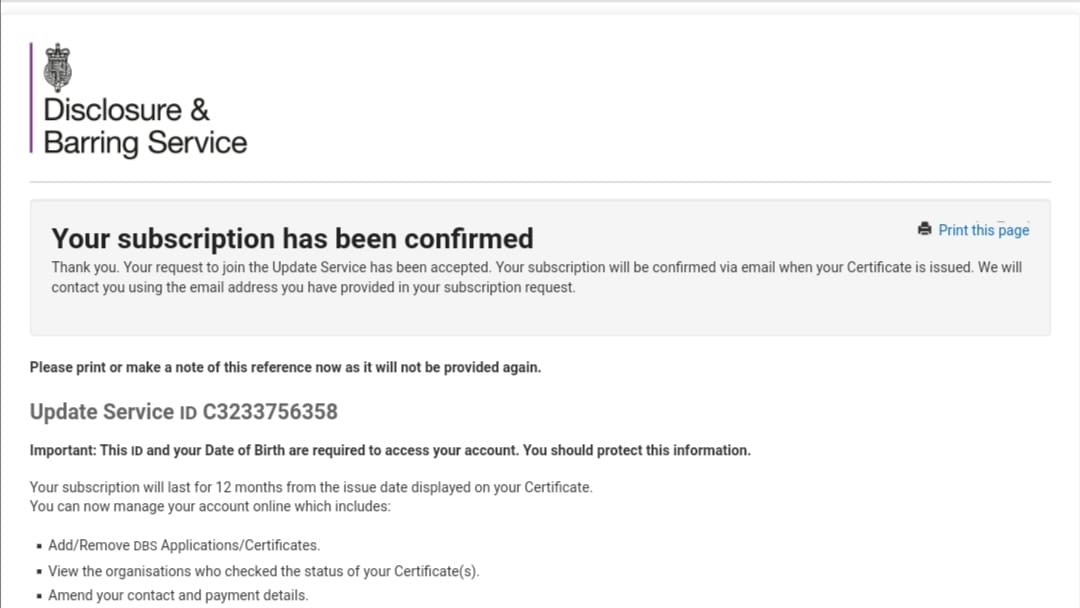 Disclosure &
Barring Service
Your subscription has been confirmed
Print this page
Thank you. Your request to join the Update Service has been accepted. Your subscription will be confirmed via email when your Certificate is issued. We will
contact you using the email address you have provided in your subscription request.
Please print or make a note of this reference now as it will not be provided again.
Update Service ID C3233756358
Important: This ID and your Date of Birth are required to access your account. You should protect this information.
Your subscription will last for 12 months from the issue date displayed on your Certificate.
You can now manage your account online which includes:
▪ Add/Remove DBS Applications/Certificates.
▪ View the organisations who checked the status of your Certificate(s).
▪ Amend your contact and payment details.